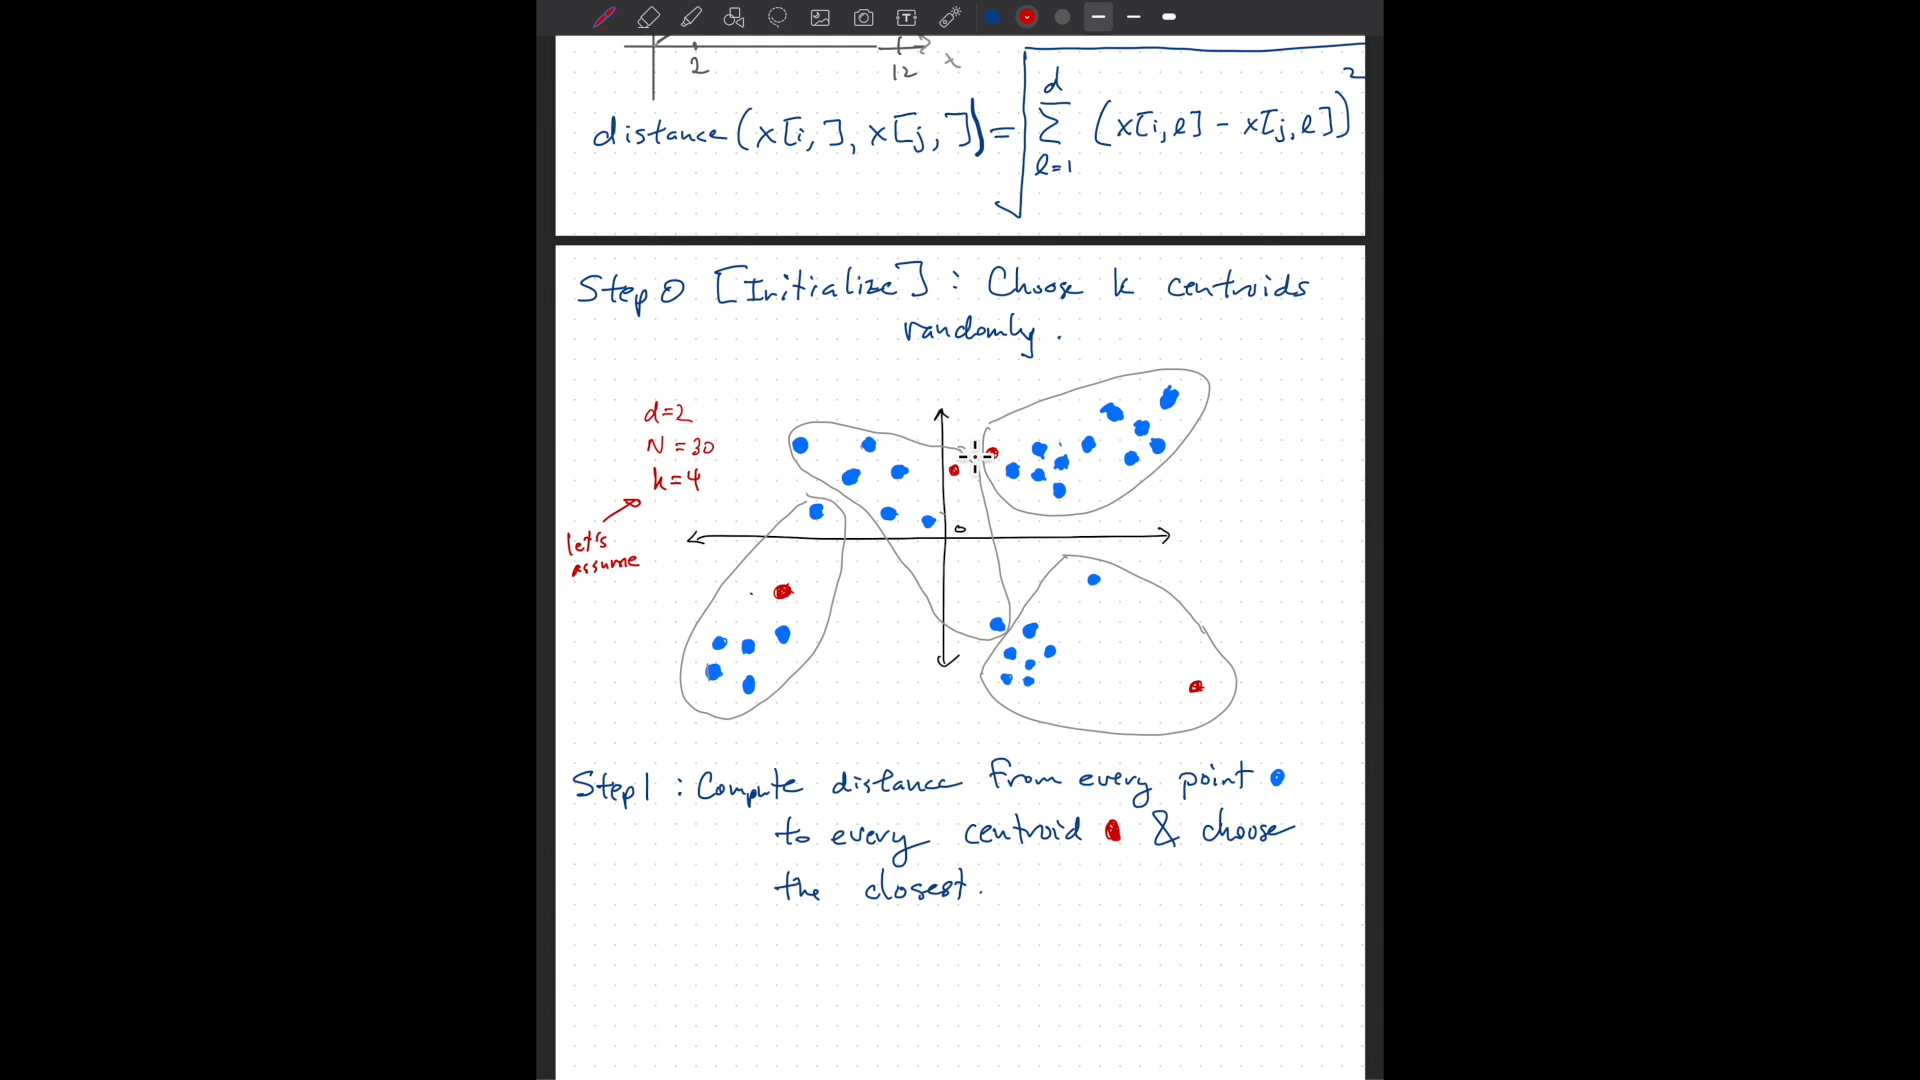 2
12
x
distance(x[i,], x[j,]) = √ d Σ l=1 (x[i,l] - x[j,l])²
Step 0 [Initialize] : Choose k centroids
randomly.
d=2
N=30
k=4
let's
assume
0
Step 1 : Compute distance from every point
to every centroid & choose
the closest.